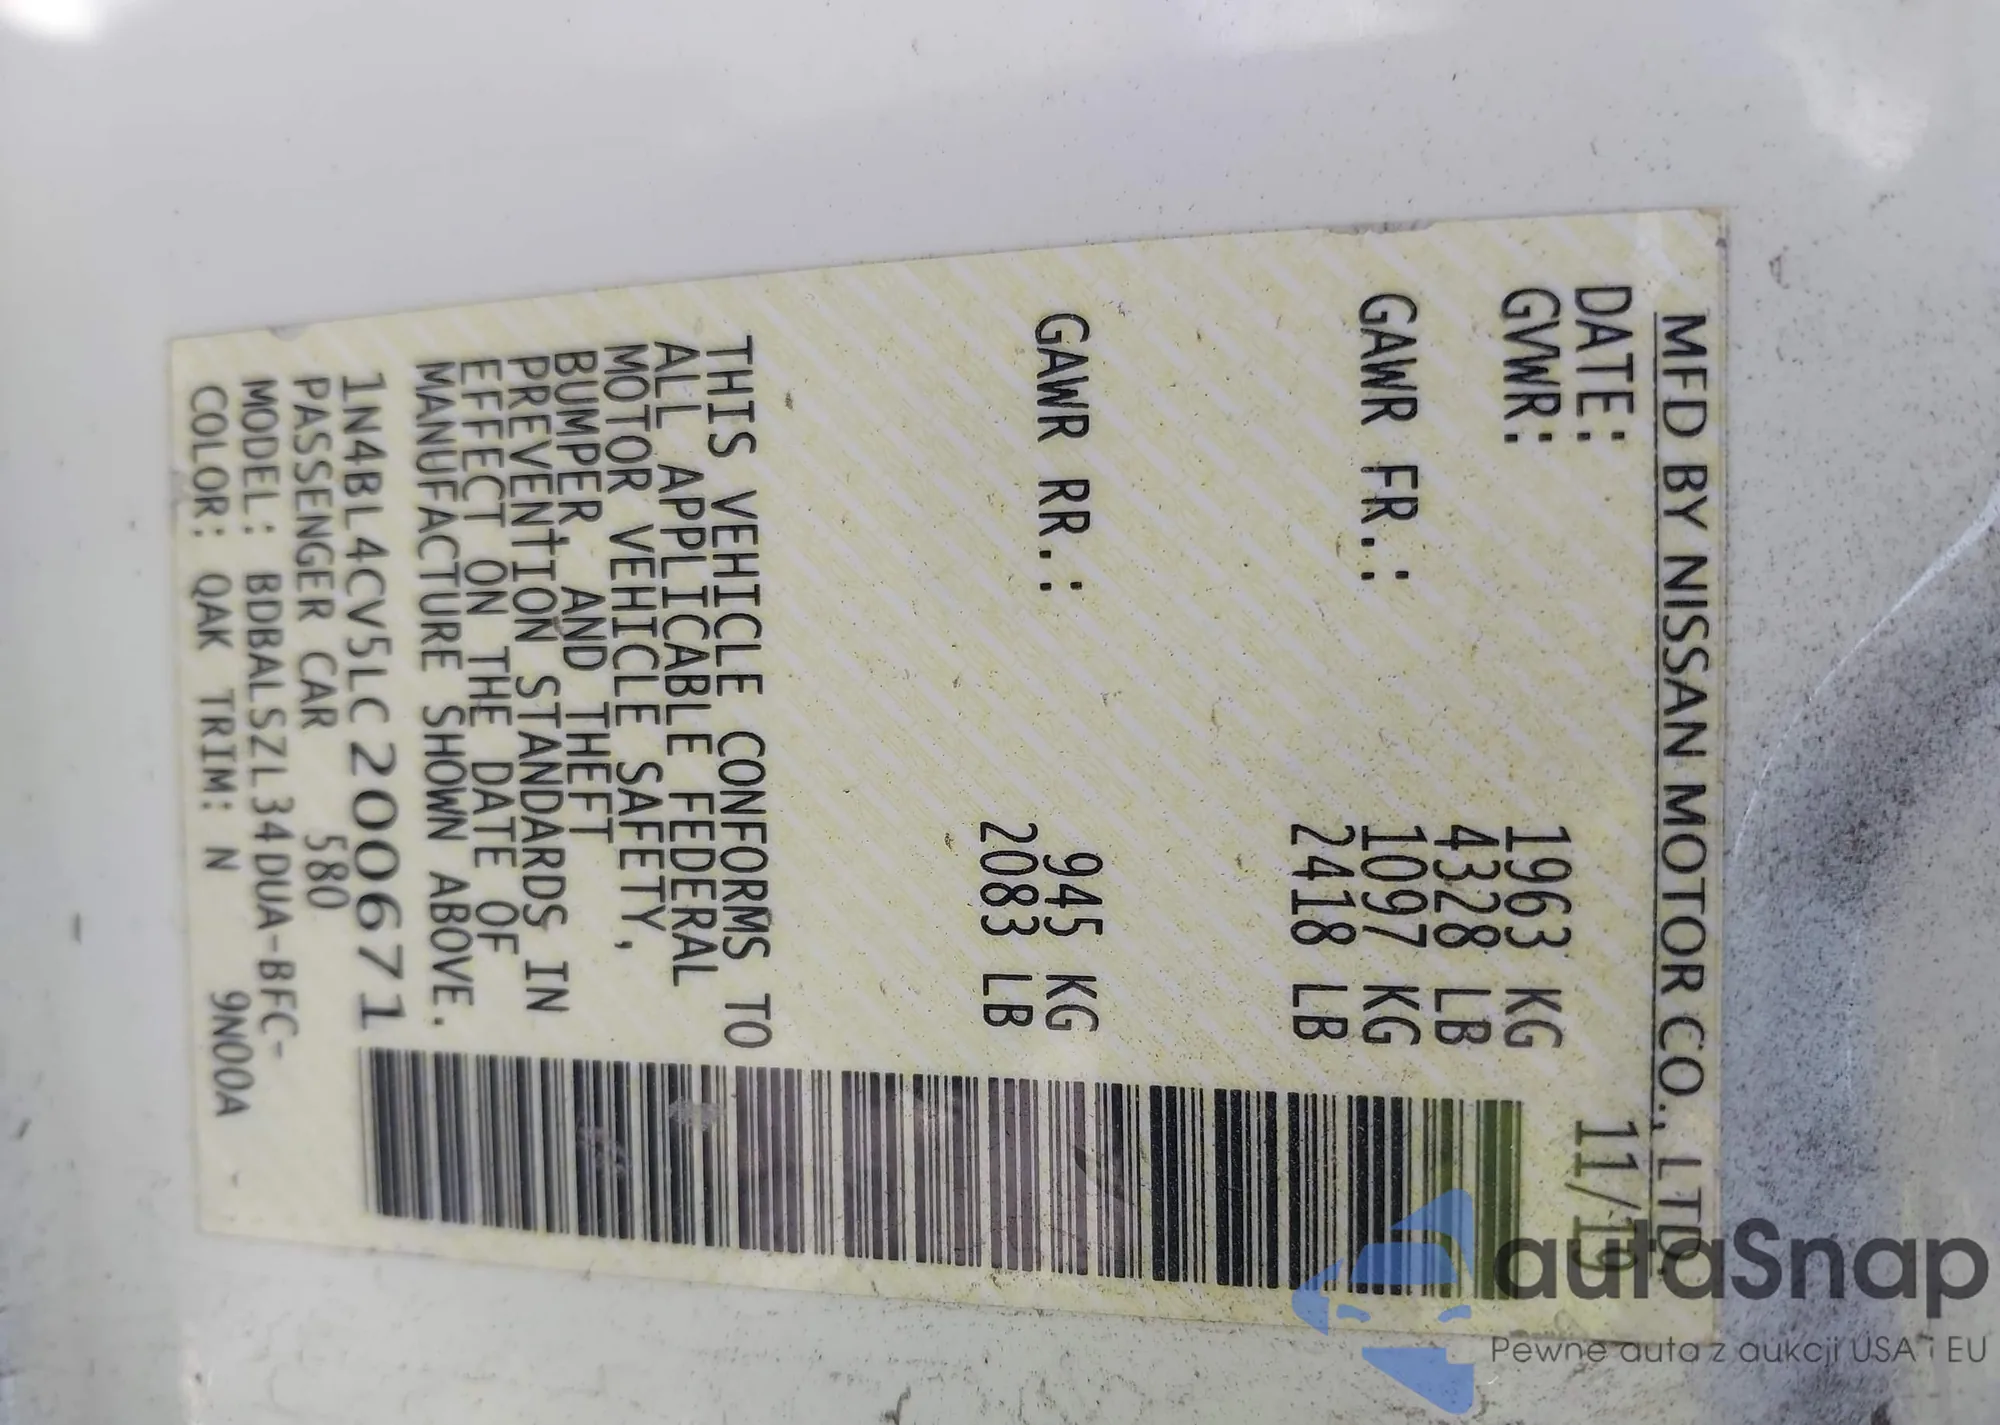 MFD BY NISSAN MOTOR CO., LTD.
DATE: 11/19
GVWR: 1963 KG
4328 LB
GAWR FR.: 1097 KG
2418 LB
GAWR RR.: 945 KG
2083 LB
THIS VEHICLE CONFORMS TO
ALL APPLICABLE FEDERAL
MOTOR VEHICLE SAFETY,
BUMPER, AND THEFT
PREVENTION STANDARDS IN
EFFECT ON THE DATE OF
MANUFACTURE SHOWN ABOVE.
1N4BL4CV5LC200671
PASSENGER CAR 580
MODEL: BDBALSZL34DUA-BFC-
COLOR: QAK TRIM: N 9N00A
autaSnap
Pewne auta z aukcji USA i EU